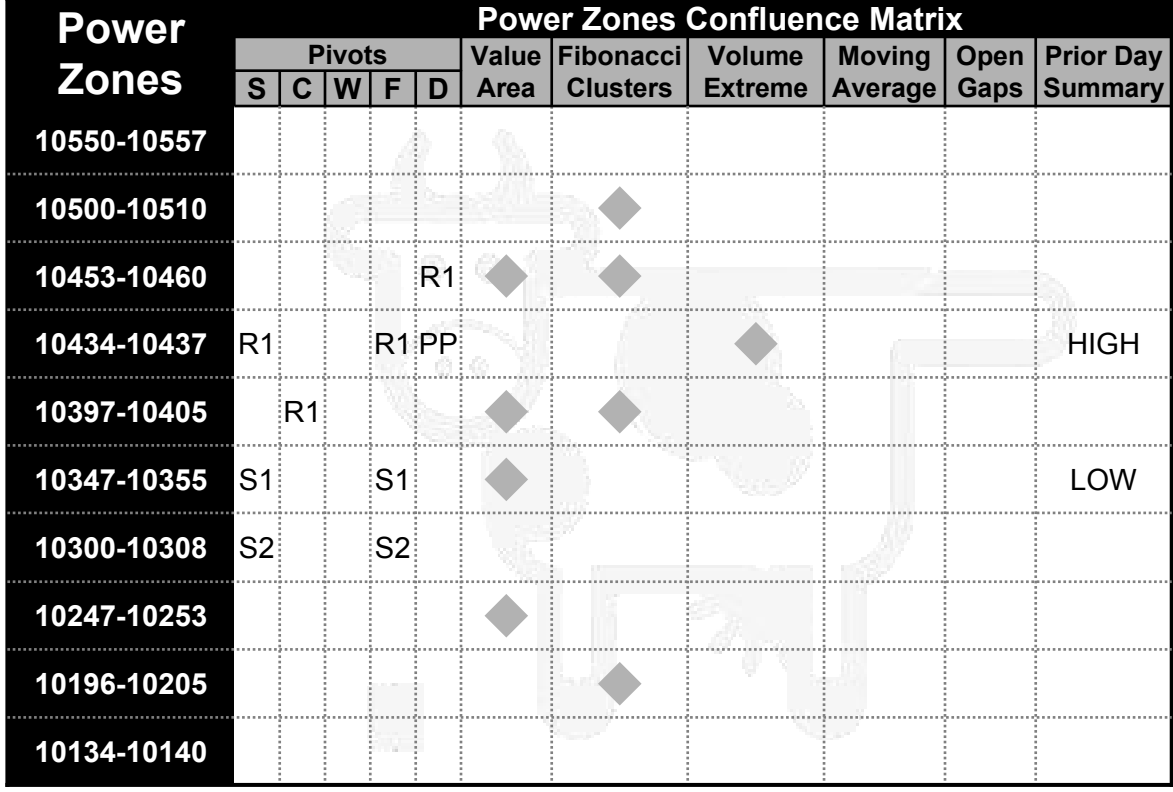 Power Zones
Power Zones Confluence Matrix
Pivots Value Area Fibonacci Clusters Volume Extreme Moving Average Open Gaps Prior Day Summary
S C W F D
10550-10557
10500-10510
10453-10460 R1
10434-10437 R1 R1 PP HIGH
10397-10405 R1
10347-10355 S1 S1 LOW
10300-10308 S2 S2
10247-10253
10196-10205
10134-10140